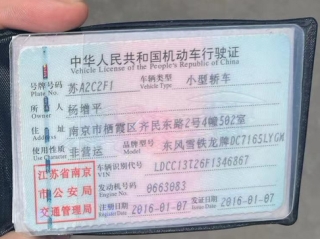 中华人民共和国机动车行驶证
Vehicle License of the People's Republic of China
号牌号码 Plate No. 苏A2C2F1 车辆类型 Vehicle Type 小型轿车
所有人 Owner 杨增平
住址 Address 南京市栖霞区齐民东路2号4幢502室
使用性质 Use Character 非营运 品牌型号 Model 东风雪铁龙牌DC7165LYGM
江苏省南京市公安局交通管理局
车辆识别代号 VIN LDCC13T26F1346867
发动机号码 Engine No. 0663083
注册日期 Register Date 2016-01-07 发证日期 Issue Date 2016-01-07